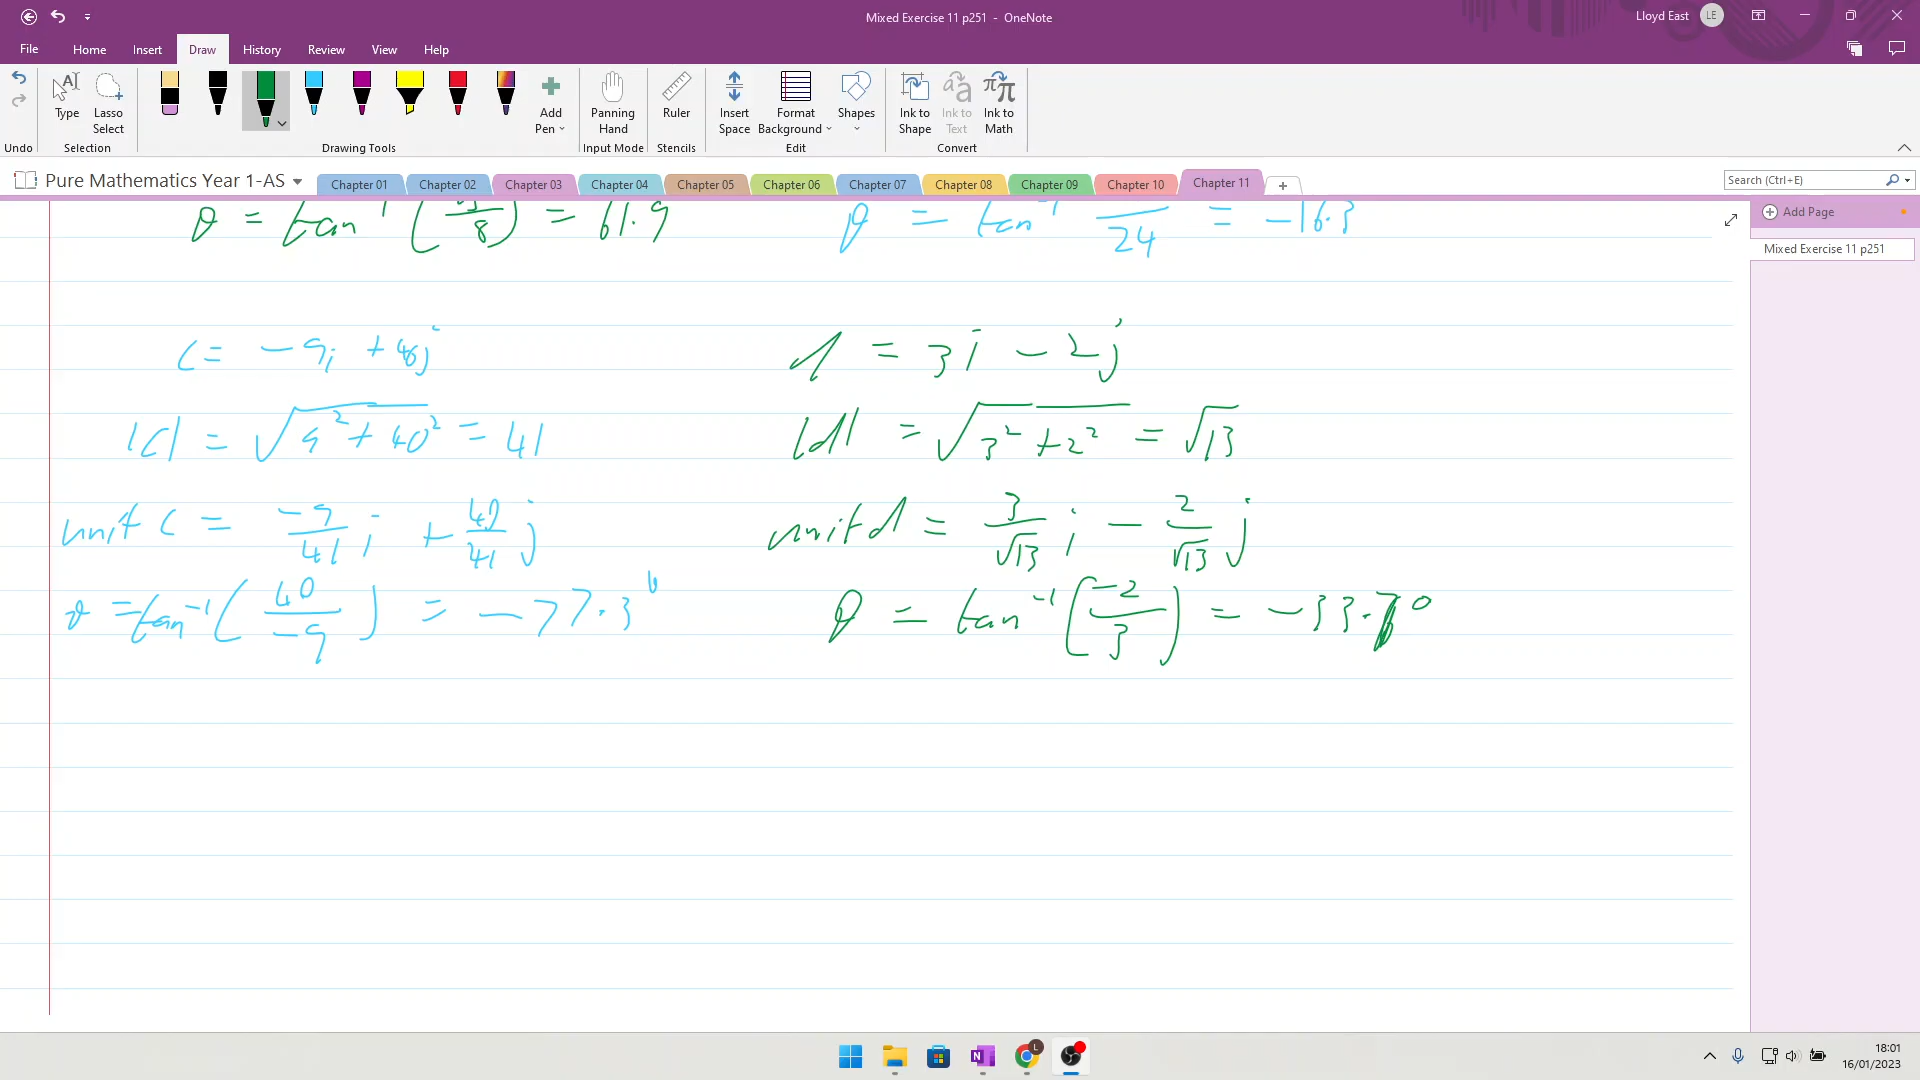 Mixed Exercise 11 p251 - OneNote
Lloyd East LE
File Home Insert Draw History Review View Help
Type
Lasso Select
Add Pen
Panning Hand
Ruler
Insert Space
Format Background
Shapes
Ink to Shape
Ink to Text
Ink to Math
Undo Selection Drawing Tools Input Mode Stencils Edit Convert
Pure Mathematics Year 1-AS Chapter 01 Chapter 02 Chapter 03 Chapter 04 Chapter 05 Chapter 06 Chapter 07 Chapter 08 Chapter 09 Chapter 10 Chapter 11 +
Search (Ctrl+E)
Add Page
Mixed Exercise 11 p251
θ = tan⁻¹ ( /8) = 61.9
θ = tan⁻¹ /24 = -16.3
c = -9i + 40j
d = 3i - 2j
|c| = √(9² + 40²) = 41
|d| = √(3² + 2²) = √13
unit c = -9/41 i + 40/41 j
unit d = 3/√13 i - 2/√13 j
θ = tan⁻¹(40/-9) = -77.3°
θ = tan⁻¹(-2/3) = -33.7°
L
N
18:01
16/01/2023